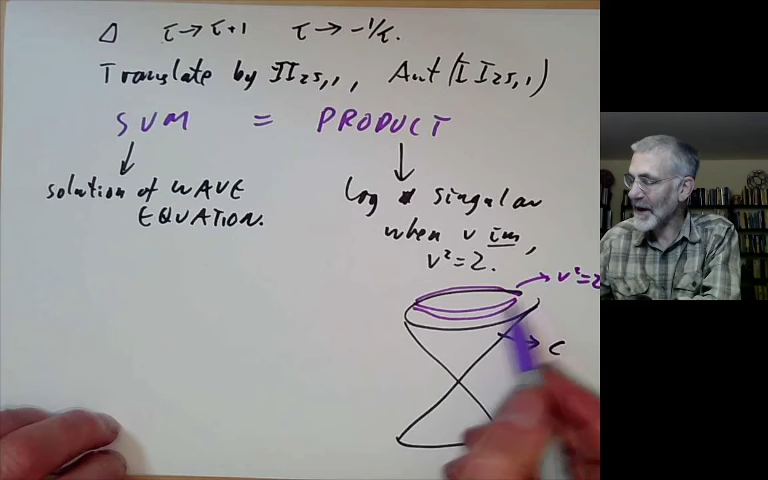 Δ τ→τ+1 τ→-1/τ.
Translate by II25,1, Aut(II25,1)
SUM = PRODUCT
solution of WAVE EQUATION.
log singular when v im, v²=2.
v²=2
C